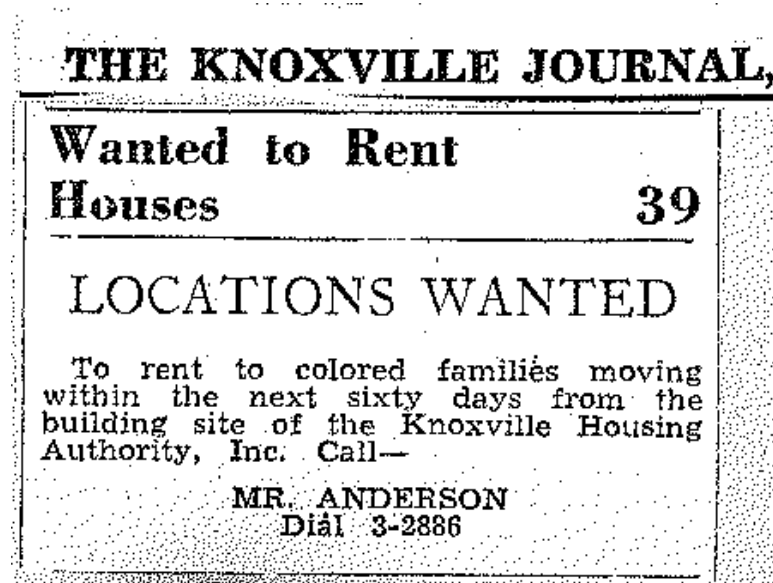 THE KNOXVILLE JOURNAL,
Wanted to Rent
Houses 39
LOCATIONS WANTED
To rent to colored families moving
within the next sixty days from the
building site of the Knoxville Housing
Authority, Inc. Call—
MR. ANDERSON
Dial 3-2886